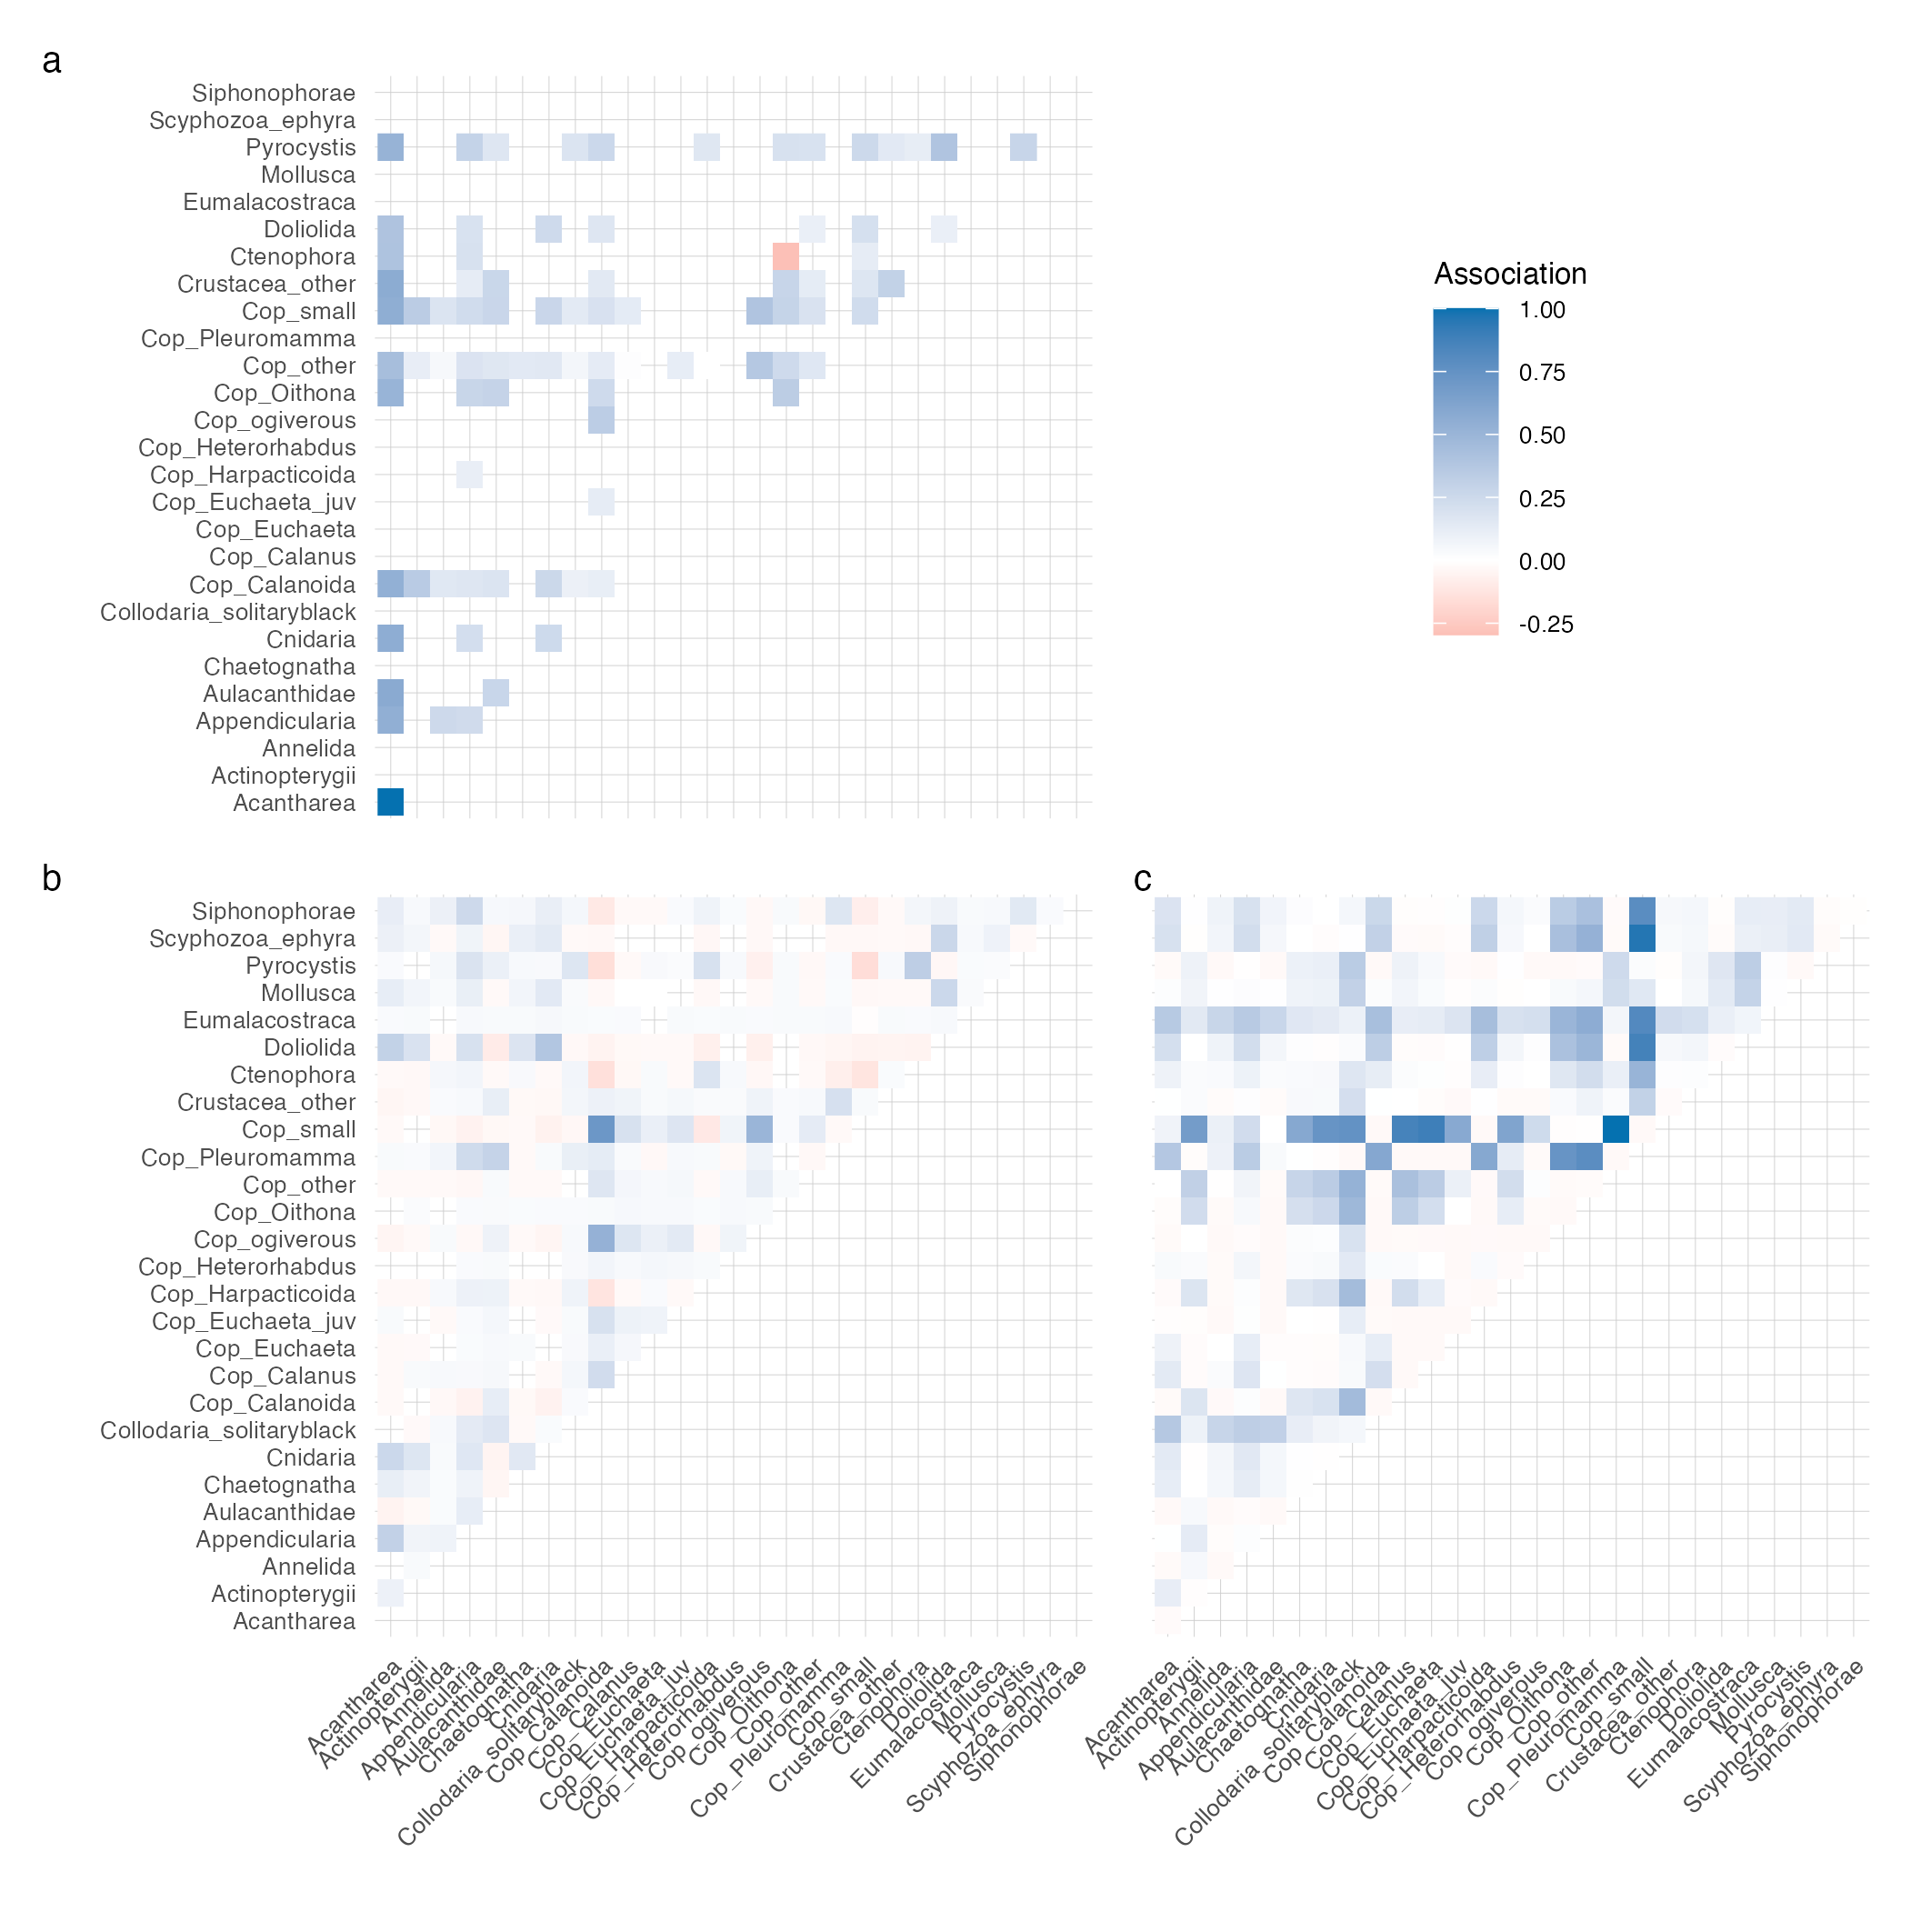 a
Siphonophorae
Scyphozoa_ephyra
Pyrocystis
Mollusca
Eumalacostraca
Doliolida
Ctenophora
Crustacea_other
Cop_small
Cop_Pleuromamma
Cop_other
Cop_Oithona
Cop_ogiverous
Cop_Heterorhabdus
Cop_Harpacticoida
Cop_Euchaeta_juv
Cop_Euchaeta
Cop_Calanus
Cop_Calanoida
Collodaria_solitaryblack
Cnidaria
Chaetognatha
Aulacanthidae
Appendicularia
Annelida
Actinopterygii
Acantharea
Association
1.00
0.75
0.50
0.25
0.00
-0.25
b
Siphonophorae
Scyphozoa_ephyra
Pyrocystis
Mollusca
Eumalacostraca
Doliolida
Ctenophora
Crustacea_other
Cop_small
Cop_Pleuromamma
Cop_other
Cop_Oithona
Cop_ogiverous
Cop_Heterorhabdus
Cop_Harpacticoida
Cop_Euchaeta_juv
Cop_Euchaeta
Cop_Calanus
Cop_Calanoida
Collodaria_solitaryblack
Cnidaria
Chaetognatha
Aulacanthidae
Appendicularia
Annelida
Actinopterygii
Acantharea
Acantharea
Actinopterygii
Annelida
Appendicularia
Aulacanthidae
Chaetognatha
Cnidaria
Collodaria_solitaryblack
Cop_Calanoida
Cop_Calanus
Cop_Euchaeta
Cop_Euchaeta_juv
Cop_Harpacticoida
Cop_Heterorhabdus
Cop_ogiverous
Cop_Oithona
Cop_other
Cop_Pleuromamma
Cop_small
Crustacea_other
Ctenophora
Doliolida
Eumalacostraca
Mollusca
Pyrocystis
Scyphozoa_ephyra
Siphonophorae
c
Acantharea
Actinopterygii
Annelida
Appendicularia
Aulacanthidae
Chaetognatha
Cnidaria
Collodaria_solitaryblack
Cop_Calanoida
Cop_Calanus
Cop_Euchaeta
Cop_Euchaeta_juv
Cop_Harpacticoida
Cop_Heterorhabdus
Cop_ogiverous
Cop_Oithona
Cop_other
Cop_Pleuromamma
Cop_small
Crustacea_other
Ctenophora
Doliolida
Eumalacostraca
Mollusca
Pyrocystis
Scyphozoa_ephyra
Siphonophorae